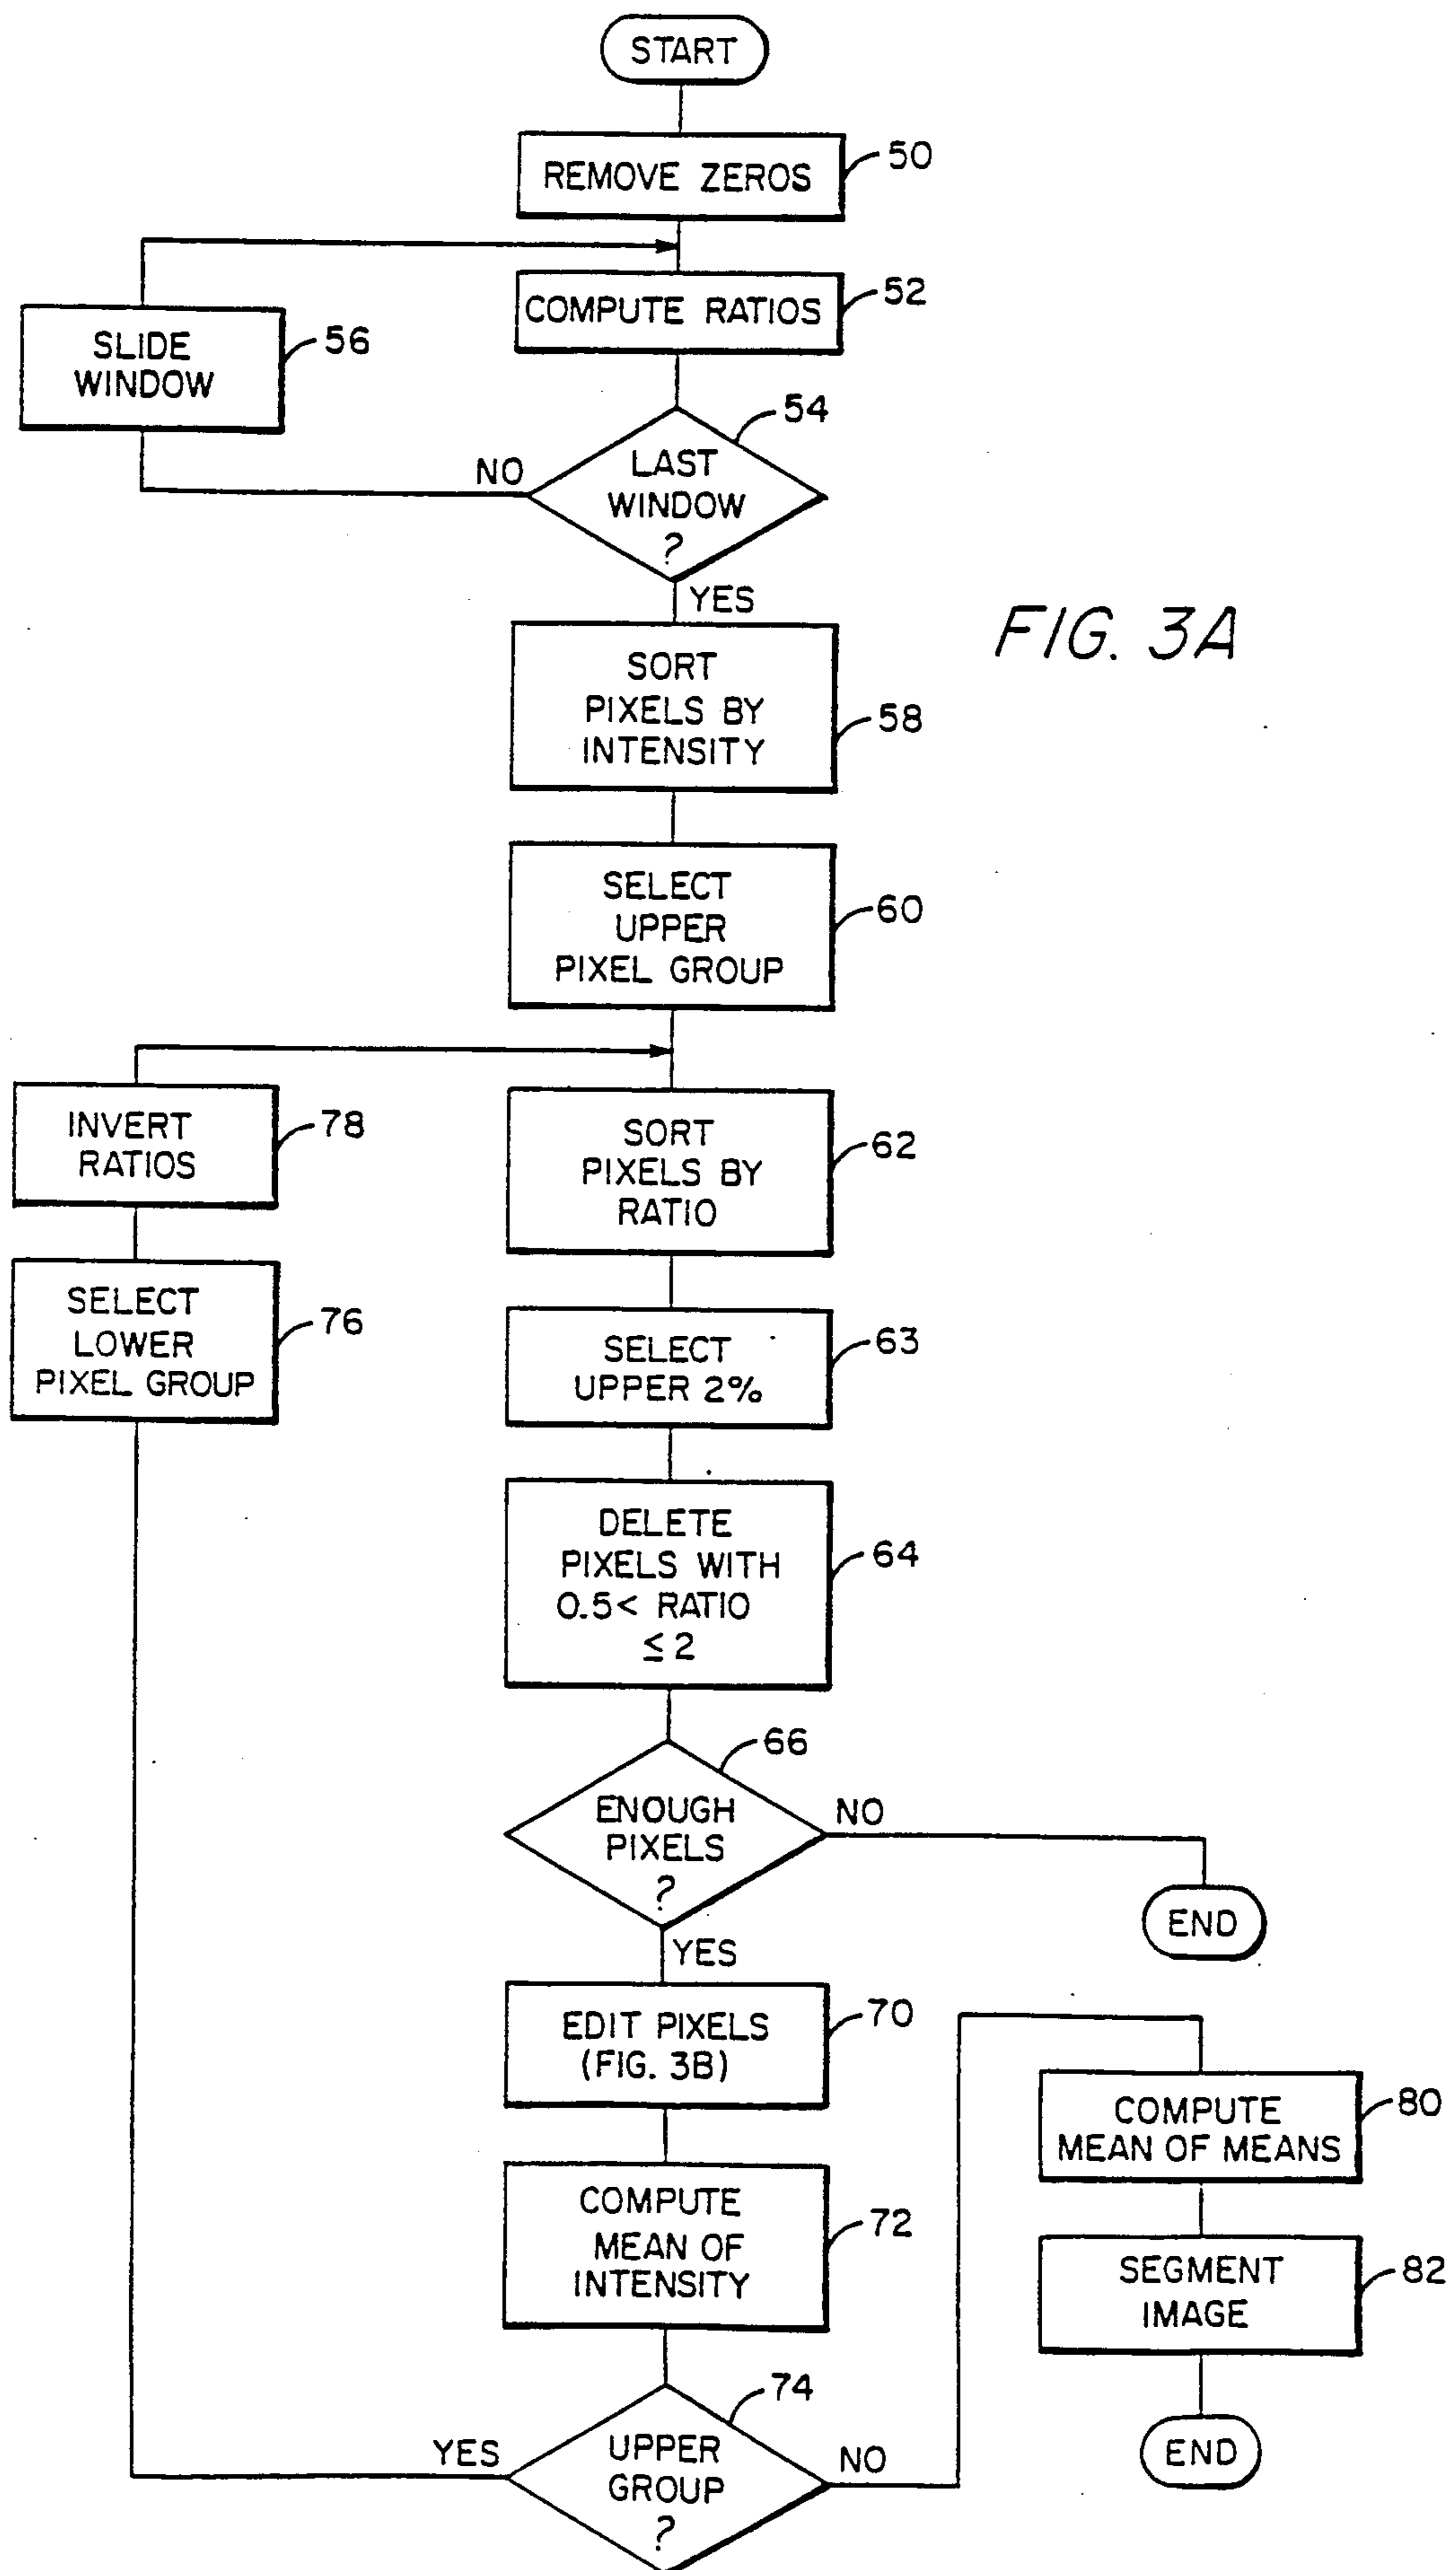 START
REMOVE ZEROS
50
COMPUTE RATIOS
52
SLIDE
WINDOW
56
LAST
WINDOW
?
54
NO
YES
FIG. 3A
SORT
PIXELS BY
INTENSITY
58
SELECT
UPPER
PIXEL GROUP
60
INVERT
RATIOS
78
SORT
PIXELS BY
RATIO
62
SELECT
LOWER
PIXEL GROUP
76
SELECT
UPPER 2%
63
DELETE
PIXELS WITH
0.5< RATIO
≤ 2
64
ENOUGH
PIXELS
?
66
NO
END
YES
EDIT PIXELS
(FIG. 3B)
70
COMPUTE
MEAN OF MEANS
80
COMPUTE
MEAN OF
INTENSITY
72
SEGMENT
IMAGE
82
UPPER
GROUP
?
74
YES
NO
END